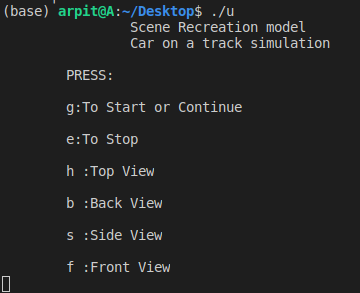 (base) arpit@A:~/Desktop$ ./u
Scene Recreation model
Car on a track simulation
PRESS:
g:To Start or Continue
e:To Stop
h :Top View
b :Back View
s :Side View
f :Front View